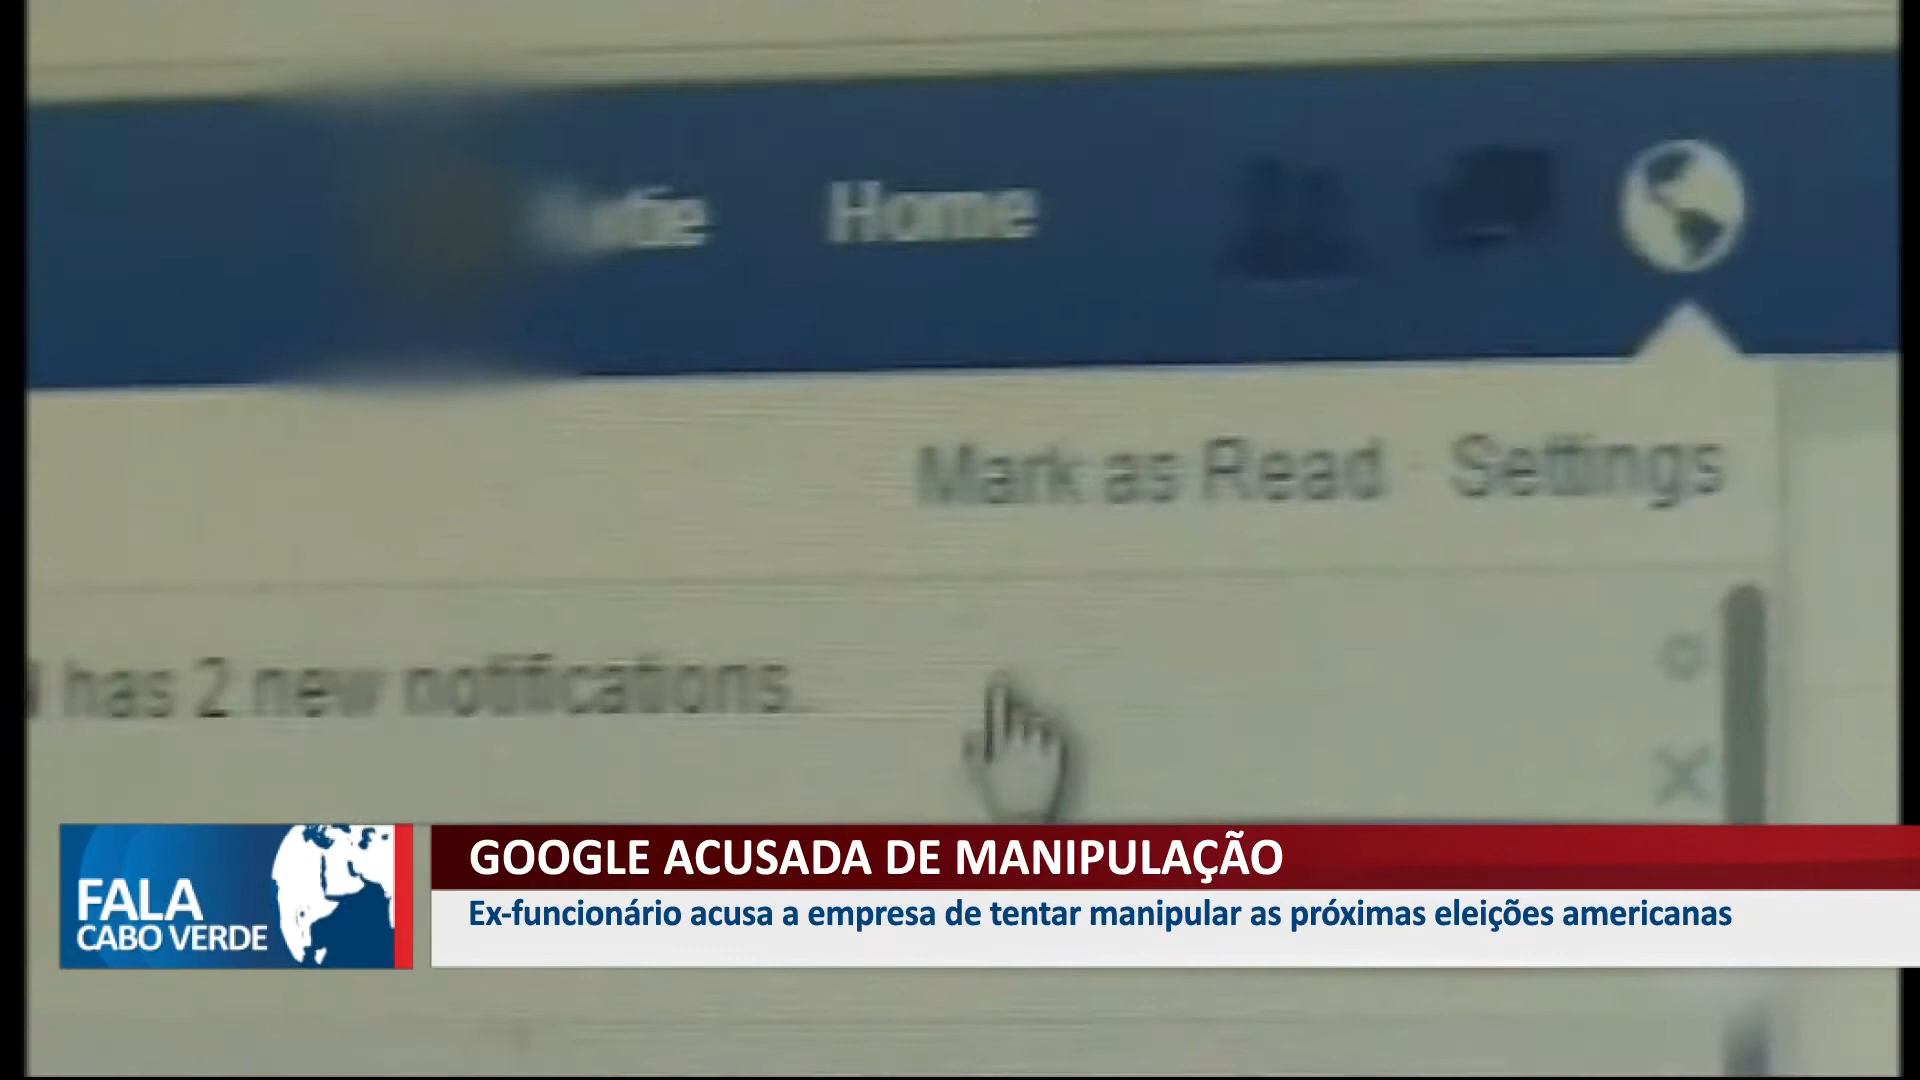 Home
Mark as Read · Settings
has 2 new notifications.
GOOGLE ACUSADA DE MANIPULAÇÃO
Ex-funcionário acusa a empresa de tentar manipular as próximas eleições americanas
FALA
CABO VERDE